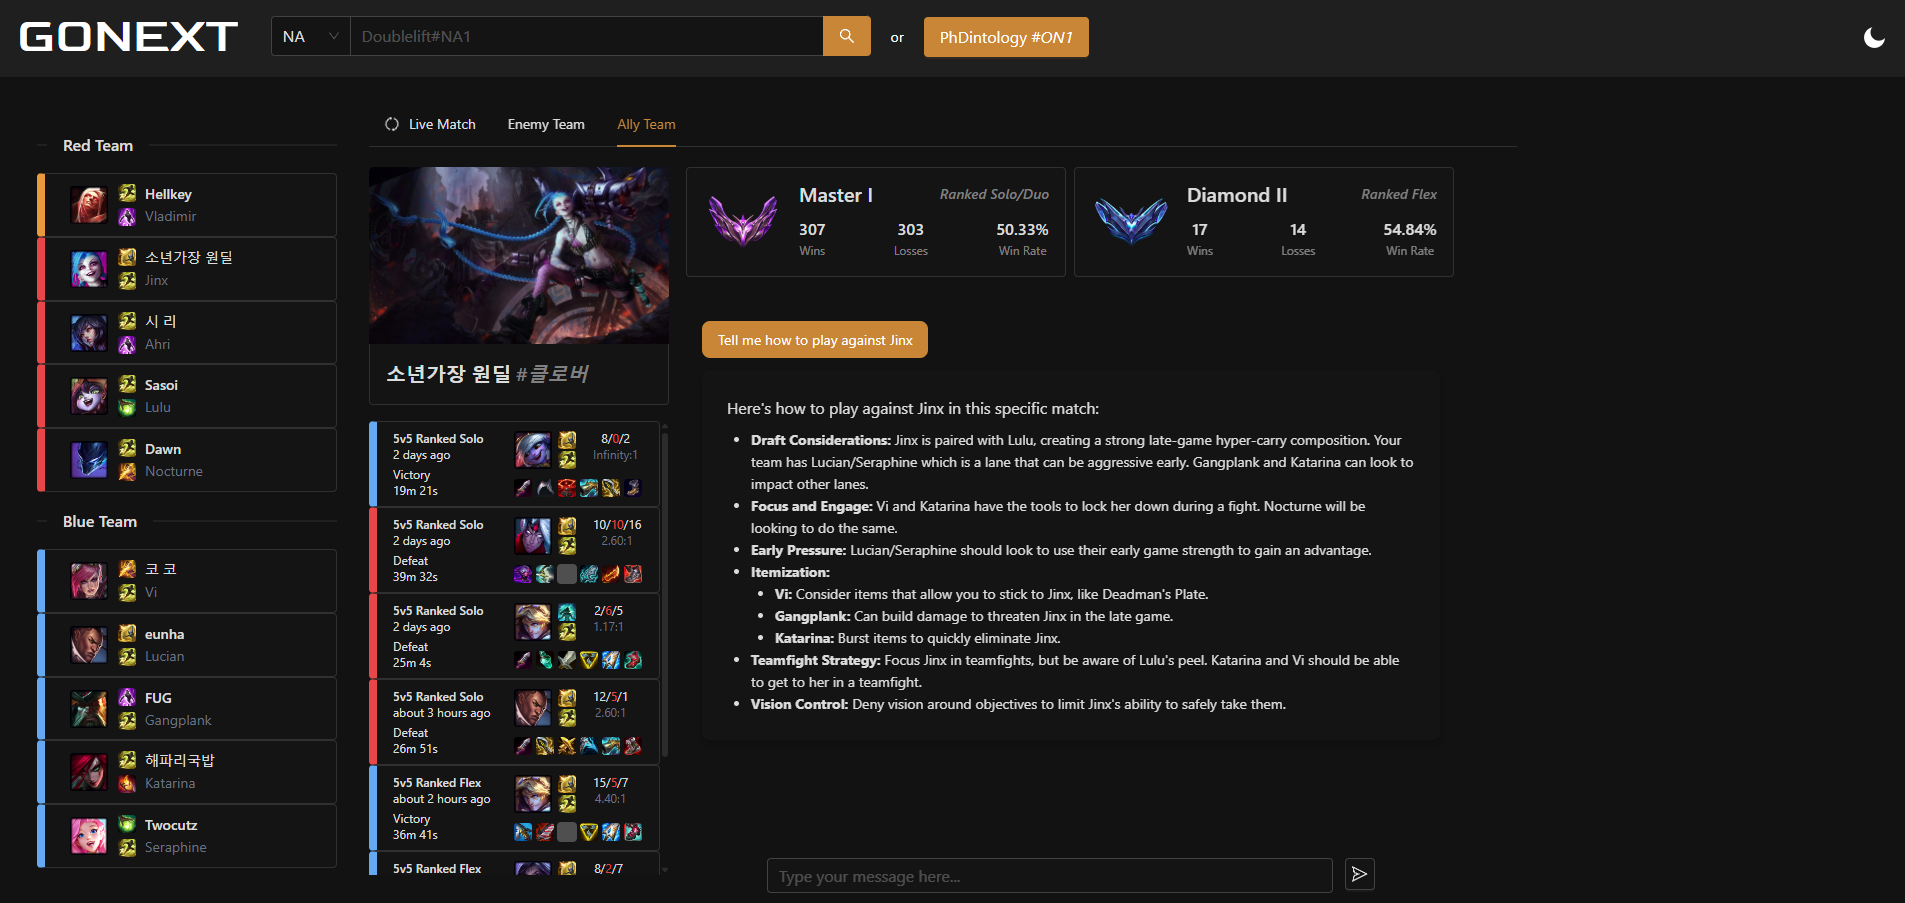 GONEXT
NA
Doublelift#NA1
or
PhDintology #ON1
Red Team
Hellkey
Vladimir
소년가장 원딜
Jinx
시 리
Ahri
Sasoi
Lulu
Dawn
Nocturne
Blue Team
코 코
Vi
eunha
Lucian
FUG
Gangplank
해파리국밥
Katarina
Twocutz
Seraphine
Live Match
Enemy Team
Ally Team
소년가장 원딜 #클로버
5v5 Ranked Solo
2 days ago
Victory
19m 21s
8/0/2
Infinity:1
5v5 Ranked Solo
2 days ago
Defeat
39m 32s
10/10/16
2.60:1
5v5 Ranked Solo
2 days ago
Defeat
25m 4s
2/6/5
1.17:1
5v5 Ranked Solo
about 3 hours ago
Defeat
26m 51s
12/5/1
2.60:1
5v5 Ranked Flex
about 2 hours ago
Victory
36m 41s
15/5/7
4.40:1
5v5 Ranked Flex
8/2/7
Master I
Ranked Solo/Duo
307
303
50.33%
Wins
Losses
Win Rate
Diamond II
Ranked Flex
17
14
54.84%
Wins
Losses
Win Rate
Tell me how to play against Jinx
Here's how to play against Jinx in this specific match:
• Draft Considerations: Jinx is paired with Lulu, creating a strong late-game hyper-carry composition. Your
team has Lucian/Seraphine which is a lane that can be aggressive early. Gangplank and Katarina can look to
impact other lanes.
• Focus and Engage: Vi and Katarina have the tools to lock her down during a fight. Nocturne will be
looking to do the same.
• Early Pressure: Lucian/Seraphine should look to use their early game strength to gain an advantage.
• Itemization:
• Vi: Consider items that allow you to stick to Jinx, like Deadman's Plate.
• Gangplank: Can build damage to threaten Jinx in the late game.
• Katarina: Burst items to quickly eliminate Jinx.
• Teamfight Strategy: Focus Jinx in teamfights, but be aware of Lulu's peel. Katarina and Vi should be able
to get to her in a teamfight.
• Vision Control: Deny vision around objectives to limit Jinx's ability to safely take them.
Type your message here...